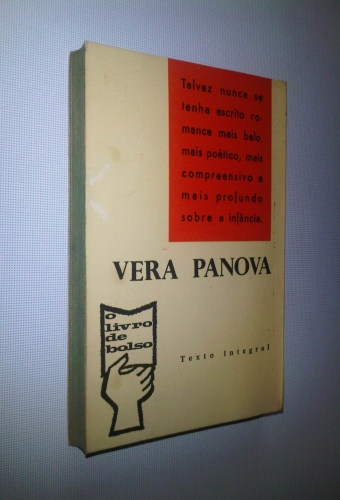 Talvez nunca se
tenha escrito ro-
mance mais belo,
mais poético, mais
compreensivo e
mais profundo
sobre a infância.
VERA PANOVA
o
livro
de
bolso
Texto Integral